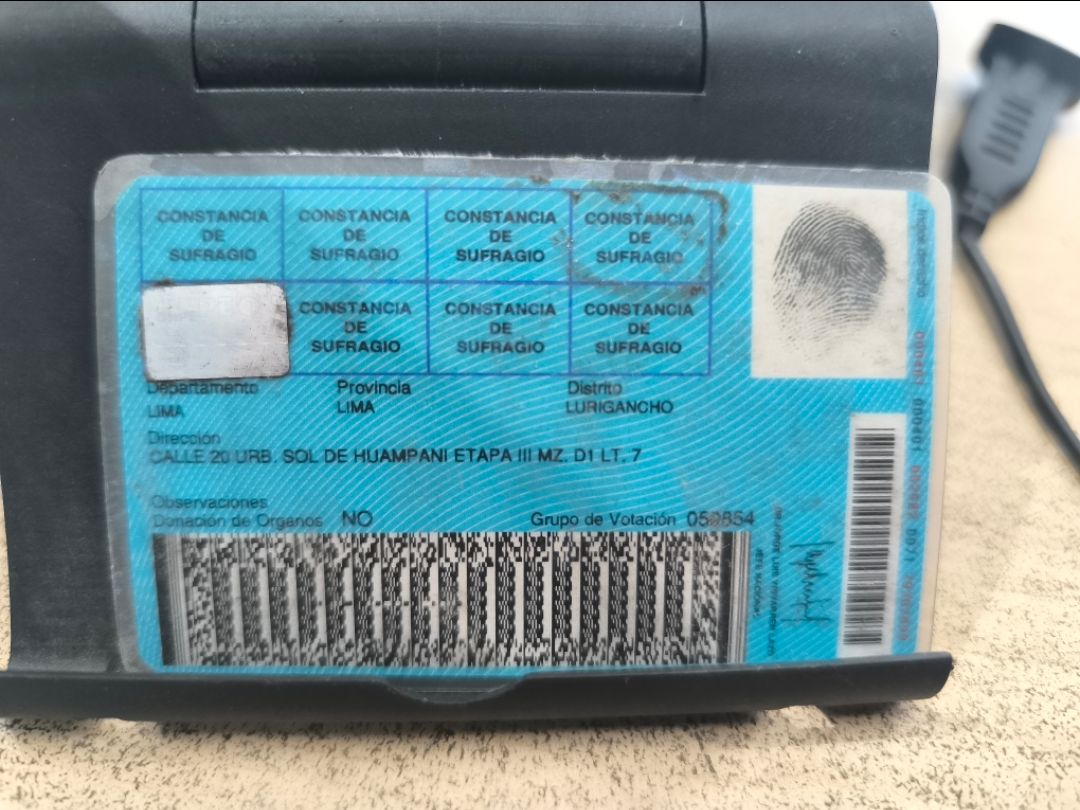 CONSTANCIA DE SUFRAGIO
CONSTANCIA DE SUFRAGIO
CONSTANCIA DE SUFRAGIO
CONSTANCIA DE SUFRAGIO
CONSTANCIA DE SUFRAGIO
CONSTANCIA DE SUFRAGIO
CONSTANCIA DE SUFRAGIO
Departamento Provincia Distrito
LIMA LIMA LURIGANCHO
Dirección
CALLE 20 URB. SOL DE HUAMPANI ETAPA III MZ. D1 LT. 7
Observaciones
Donación de Organos NO Grupo de Votación